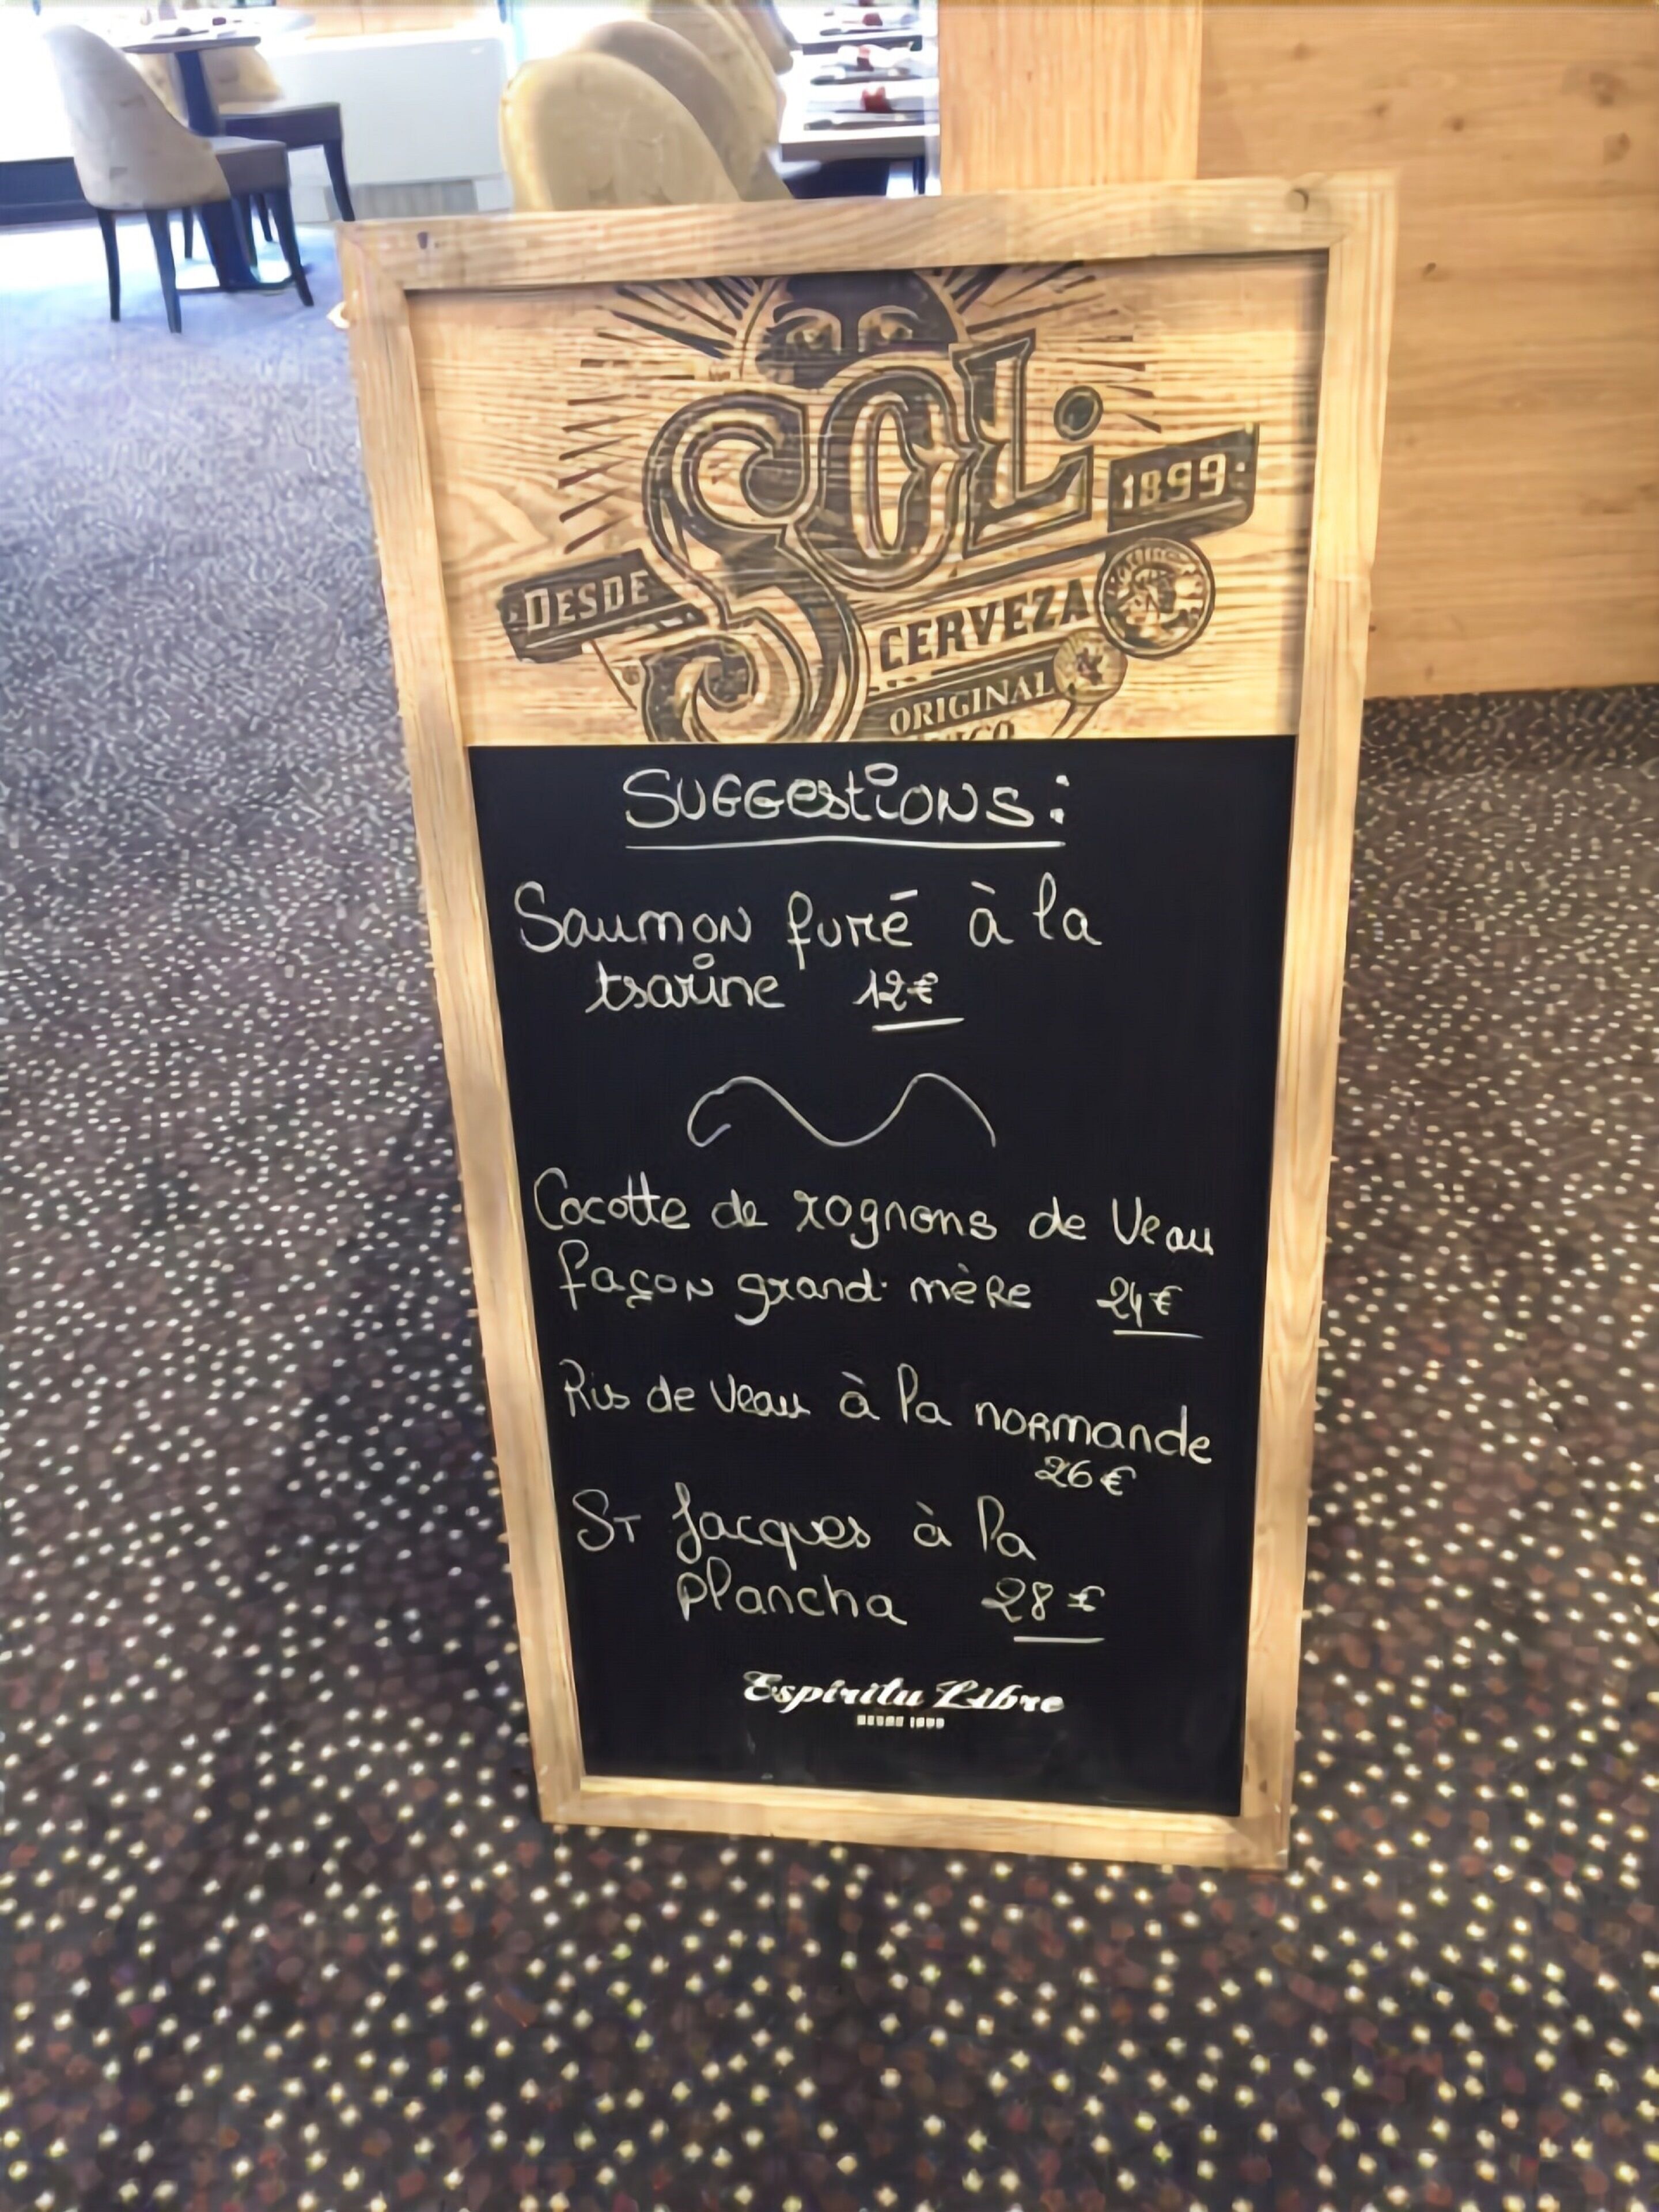 SOL
DESDE
1899
CERVEZA
ORIGINAL
SUGGEstiONS:
Saumon fumé à la
tsarine 12€
Cocotte de rognons de Veau
façon grand-mère 24€
Ris de Veau à la normande
26€
ST Jacques à la
plancha 28€
Espíritu Libre